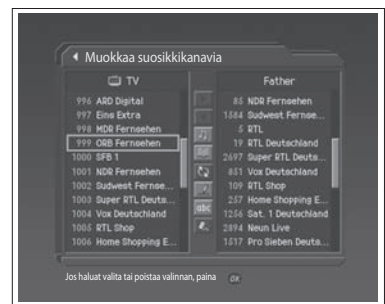 Muokkaa suosikkikanavia
TV
996 ARD Digital
997 Eins Extra
998 MDR Fernsehen
999 ORB Fernsehen
1000 SFB 1
1001 NDR Fernsehen
1002 Sudwest Fernse...
1003 Super RTL Deuts...
1004 Vox Deutschland
1005 RTL Shop
1006 Home Shopping E...
abc
Father
85 NDR Fernsehen
1584 Sudwest Fernse...
5 RTL
19 RTL Deutschland
2697 Super RTL Deuts...
851 Vox Deutschland
109 RTL Shop
257 Home Shopping E...
1256 Sat. 1 Deutschland
2894 Neun Live
1517 Pro Sieben Deuts...
Jos haluat valita tai poistaa valinnan, paina OK